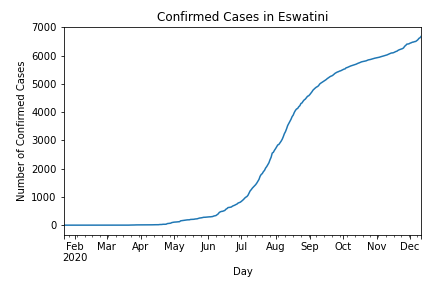 Confirmed Cases in Eswatini
Number of Confirmed Cases
7000
6000
5000
4000
3000
2000
1000
0
Feb Mar Apr May Jun Jul Aug Sep Oct Nov Dec
2020
Day